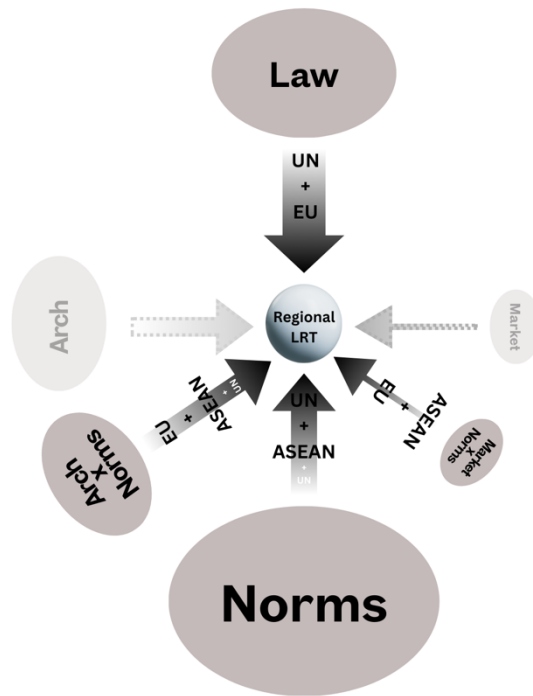 Law
UN
+
EU
Arch
Regional
LRT
Market
EU + ASEAN
+ UN
UN
+
ASEAN
+
UN
EU + ASEAN
Arch
x
Norms
Market
x
Norms
Norms